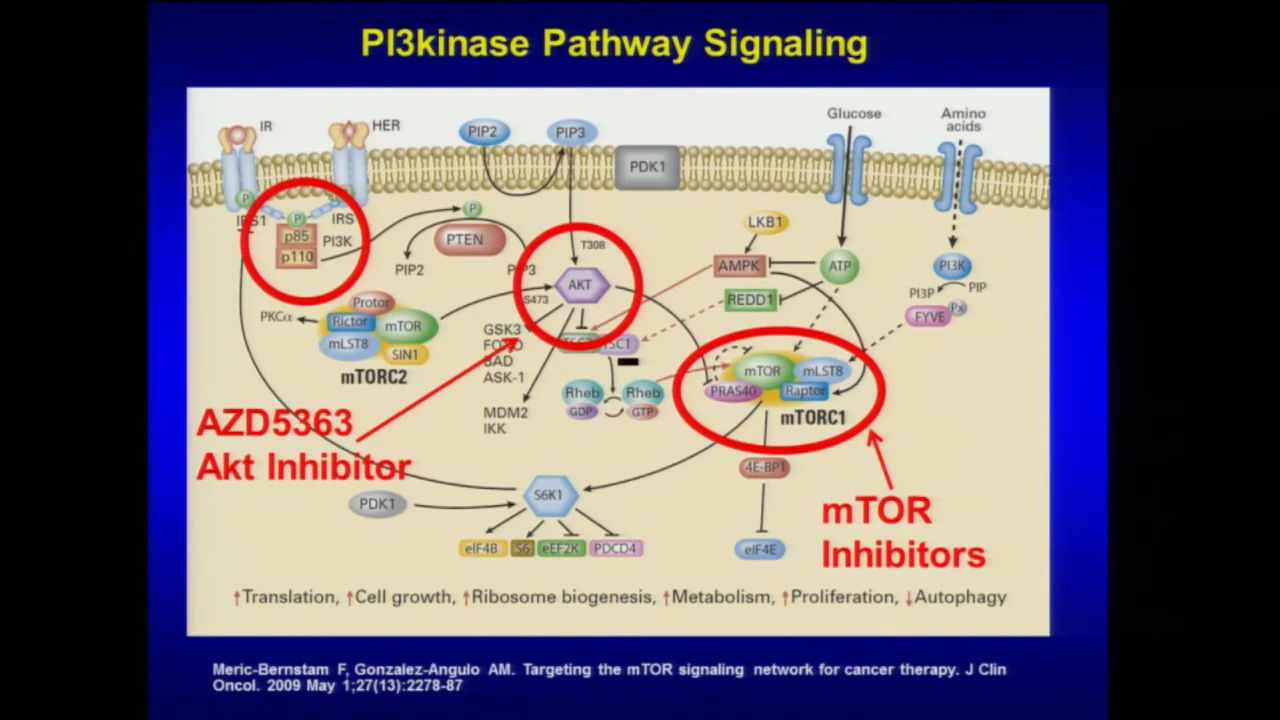 PI3kinase Pathway Signaling
IR
HER
PIP2
PIP3
PDK1
Glucose
Amino
acids
P
P
IRS1
IRS
P
p85
p110
PI3K
P
PTEN
PIP2
PIP3
T308
AKT
S473
LKB1
AMPK
ATP
REDD1
PI3K
PI3P
PIP
FYVE
Px
PKCα
Protor
Rictor
mTOR
mLST8
SIN1
mTORC2
GSK3
FOXO
BAD
ASK-1
MDM2
IKK
TSC2
TSC1
Rheb
GDP
Rheb
GTP
mTOR
mLST8
PRAS40
Raptor
mTORC1
AZD5363
Akt Inhibitor
4E-BP1
eIF4E
mTOR
Inhibitors
PDK1
S6K1
eIF4B
S6
eEF2K
PDCD4
↑Translation, ↑Cell growth, ↑Ribosome biogenesis, ↑Metabolism, ↑Proliferation, ↓Autophagy
Meric-Bernstam F, Gonzalez-Angulo AM. Targeting the mTOR signaling network for cancer therapy. J Clin
Oncol. 2009 May 1;27(13):2278-87